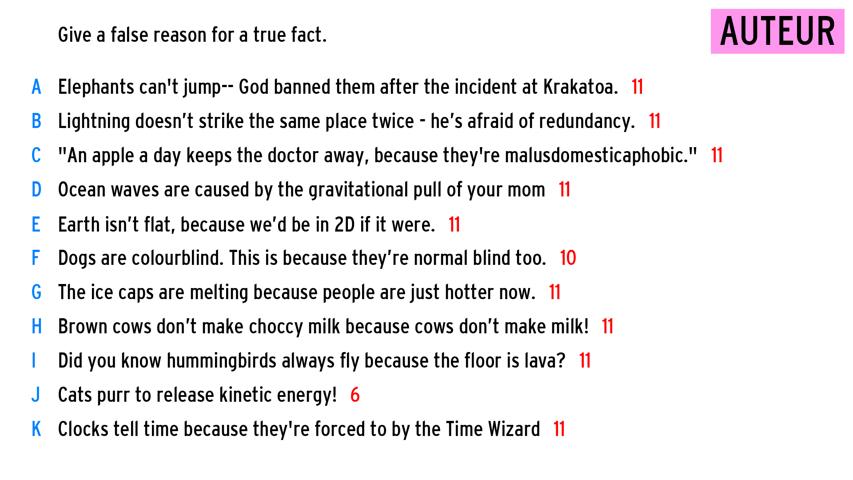 Give a false reason for a true fact.
AUTEUR
A Elephants can't jump-- God banned them after the incident at Krakatoa. 11
B Lightning doesn’t strike the same place twice - he’s afraid of redundancy. 11
C "An apple a day keeps the doctor away, because they're malusdomesticaphobic." 11
D Ocean waves are caused by the gravitational pull of your mom 11
E Earth isn’t flat, because we’d be in 2D if it were. 11
F Dogs are colourblind. This is because they’re normal blind too. 10
G The ice caps are melting because people are just hotter now. 11
H Brown cows don’t make choccy milk because cows don’t make milk! 11
I Did you know hummingbirds always fly because the floor is lava? 11
J Cats purr to release kinetic energy! 6
K Clocks tell time because they're forced to by the Time Wizard 11